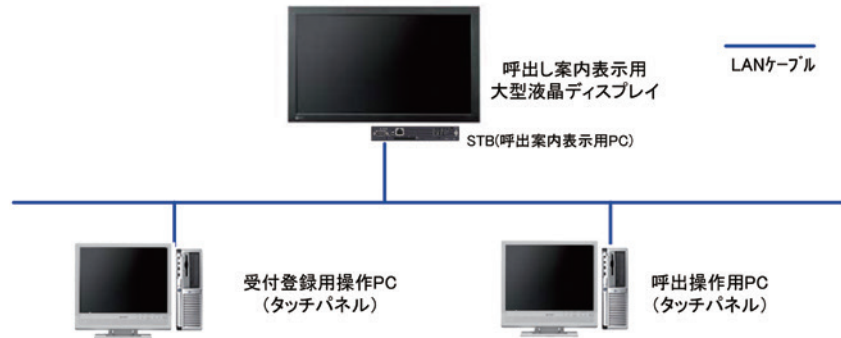 呼出し案内表示用
大型液晶ディスプレイ
LANケーブル
STB(呼出案内表示用PC)
受付登録用操作PC
(タッチパネル)
呼出操作用PC
(タッチパネル)